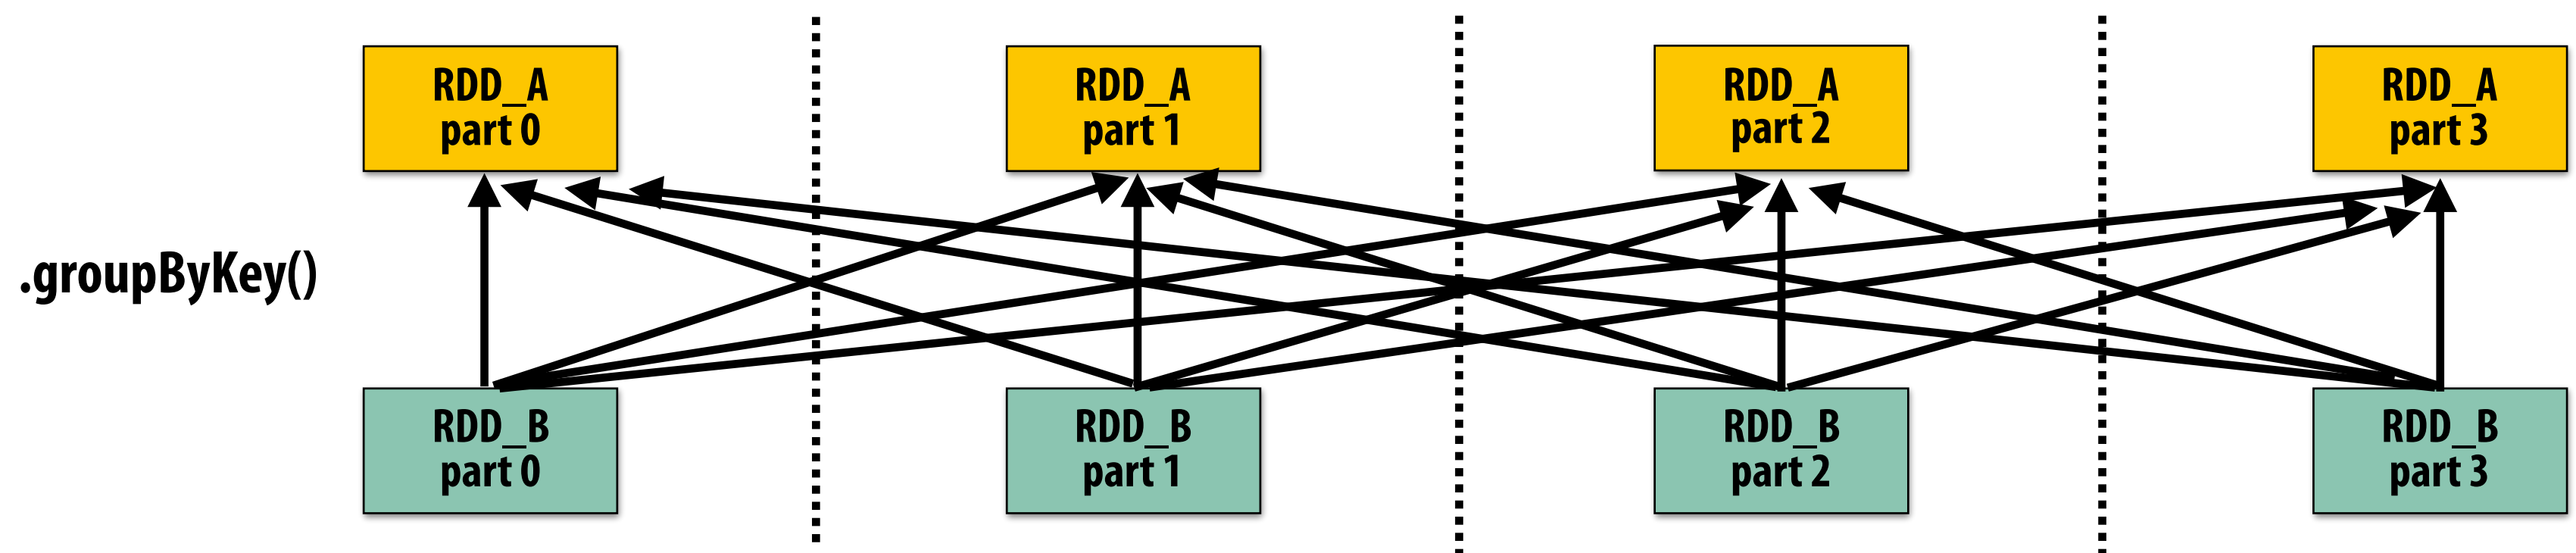 RDD_A
part 0
RDD_A
part 1
RDD_A
part 2
RDD_A
part 3
.groupByKey()
RDD_B
part 0
RDD_B
part 1
RDD_B
part 2
RDD_B
part 3